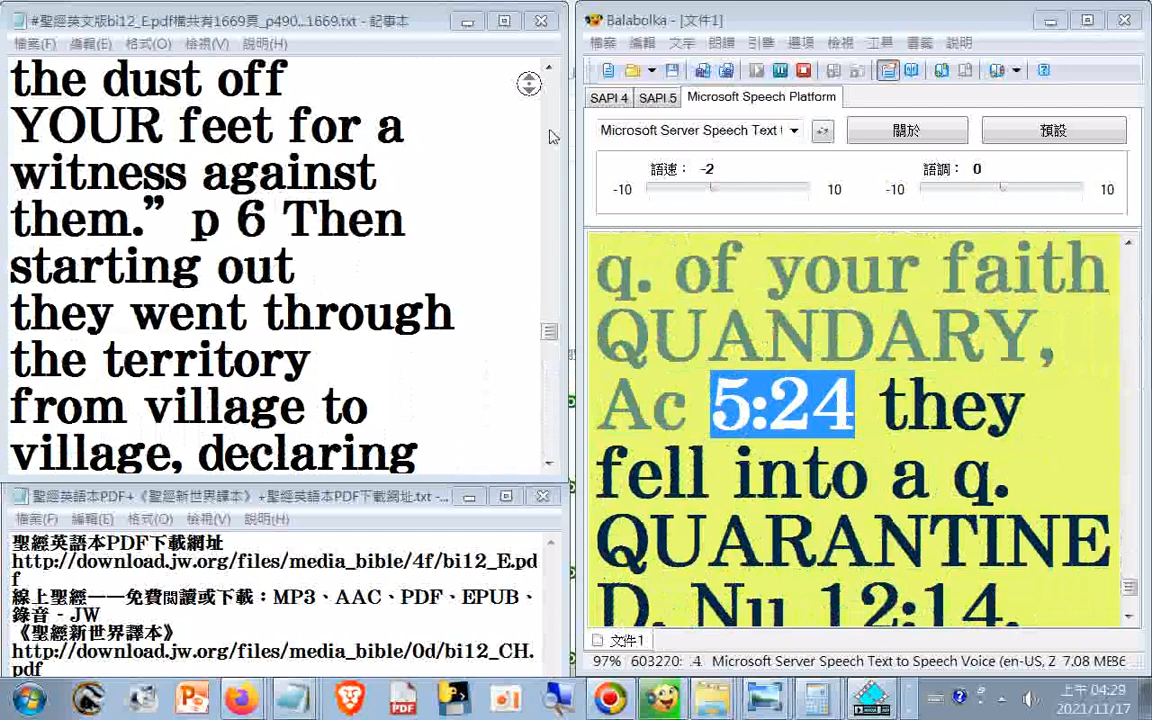 #聖經英文版bi12_E.pdf檔共有1669頁_p490...1669.txt - 記事本
檔案(F) 編輯(E) 格式(O) 檢視(V) 說明(H)
the dust off
YOUR feet for a
witness against
them.” p 6 Then
starting out
they went through
the territory
from village to
village, declaring
聖經英語本PDF+《聖經新世界譯本》+聖經英語本PDF下載網址.txt - ...
檔案(F) 編輯(E) 格式(O) 檢視(V) 說明(H)
聖經英語本PDF下載網址
http://download.jw.org/files/media_bible/4f/bi12_E.pd
f
線上聖經——免費閱讀或下載：MP3、AAC、PDF、EPUB、
錄音 - JW
《聖經新世界譯本》
http://download.jw.org/files/media_bible/0d/bi12_CH.
pdf
Balabolka - [文件1]
檔案 編輯 文字 朗讀 引擎 選項 檢視 工具 書籤 說明
SAPI 4 SAPI 5 Microsoft Speech Platform
Microsoft Server Speech Text 關於 預設
語速： -2 語調： 0
-10 10 -10 10
q. of your faith
QUANDARY,
Ac 5:24 they
fell into a q.
QUARANTINE
D, Nu 12:14,
文件1
97% 603220: .4. Microsoft Server Speech Text to Speech Voice (en-US, Z 7.08 MB
上午 04:29
2021/11/17